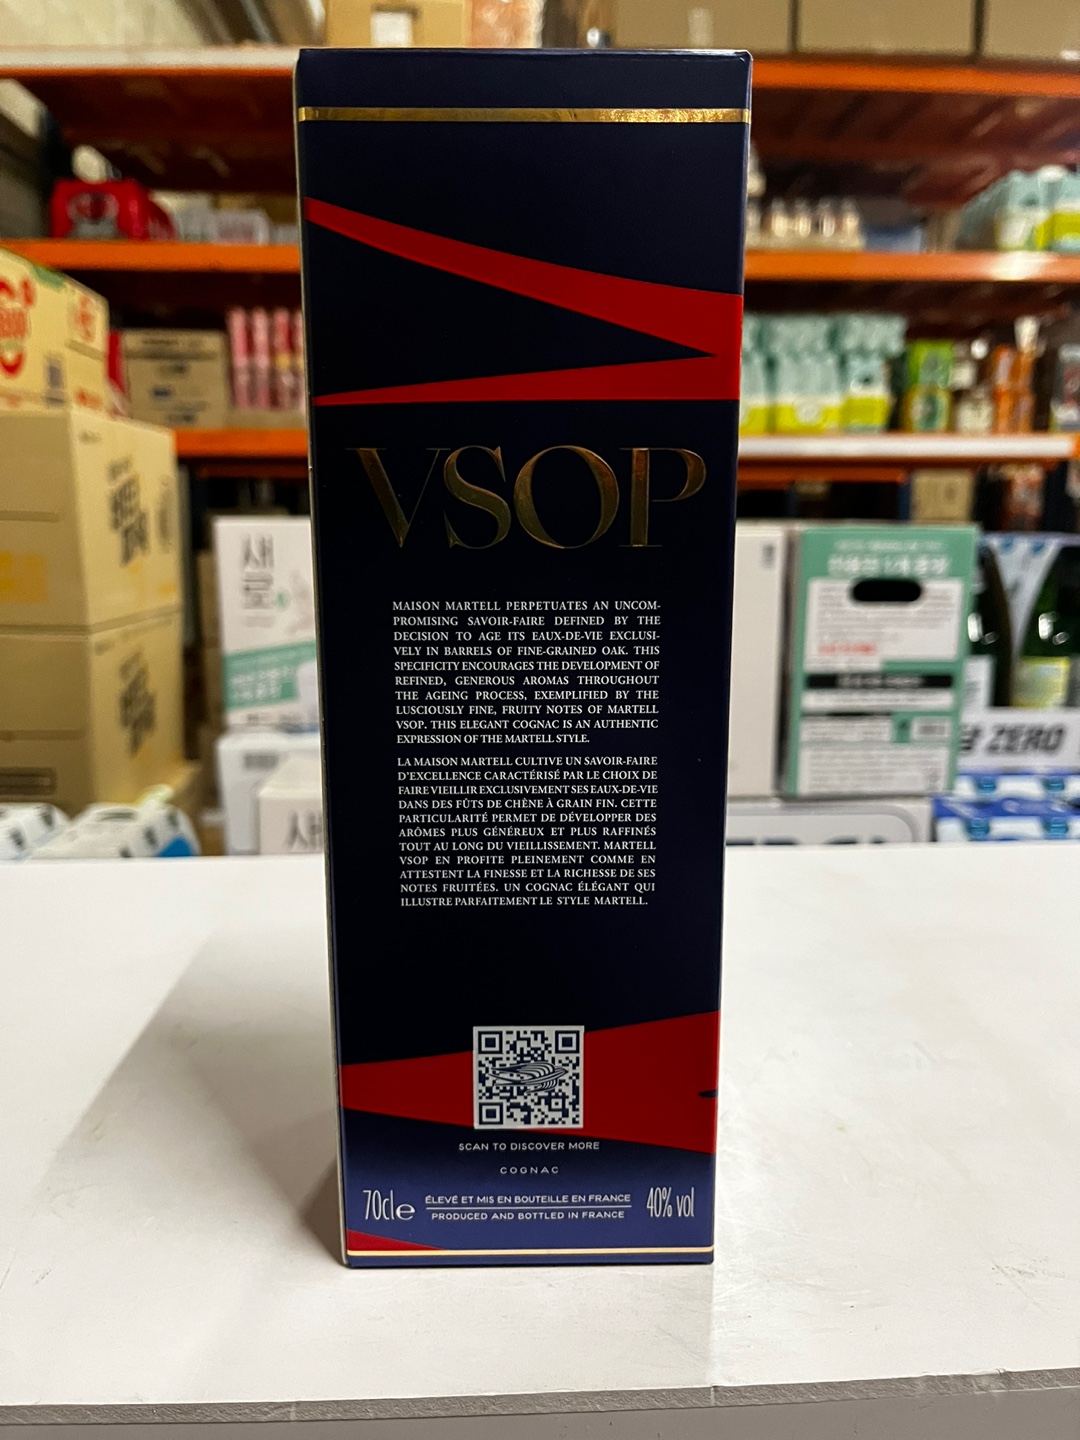 VSOP
MAISON MARTELL PERPETUATES AN UNCOM-
PROMISING SAVOIR-FAIRE DEFINED BY THE
DECISION TO AGE ITS EAUX-DE-VIE EXCLUSI-
VELY IN BARRELS OF FINE-GRAINED OAK. THIS
SPECIFICITY ENCOURAGES THE DEVELOPMENT OF
REFINED, GENEROUS AROMAS THROUGHOUT
THE AGEING PROCESS, EXEMPLIFIED BY THE
LUSCIOUSLY FINE, FRUITY NOTES OF MARTELL
VSOP. THIS ELEGANT COGNAC IS AN AUTHENTIC
EXPRESSION OF THE MARTELL STYLE.
LA MAISON MARTELL CULTIVE UN SAVOIR-FAIRE
D'EXCELLENCE CARACTÉRISÉ PAR LE CHOIX DE
FAIRE VIEILLIR EXCLUSIVEMENT SES EAUX-DE-VIE
DANS DES FÛTS DE CHÊNE À GRAIN FIN. CETTE
PARTICULARITÉ PERMET DE DÉVELOPPER DES
ARÔMES PLUS GÉNÉREUX ET PLUS RAFFINÉS
TOUT AU LONG DU VIEILLISSEMENT. MARTELL
VSOP EN PROFITE PLEINEMENT COMME EN
ATTESTENT LA FINESSE ET LA RICHESSE DE SES
NOTES FRUITÉES. UN COGNAC ÉLÉGANT QUI
ILLUSTRE PARFAITEMENT LE STYLE MARTELL.
SCAN TO DISCOVER MORE
COGNAC
70cl e ÉLEVÉ ET MIS EN BOUTEILLE EN FRANCE 40% vol
PRODUCED AND BOTTLED IN FRANCE
새로
ZERO